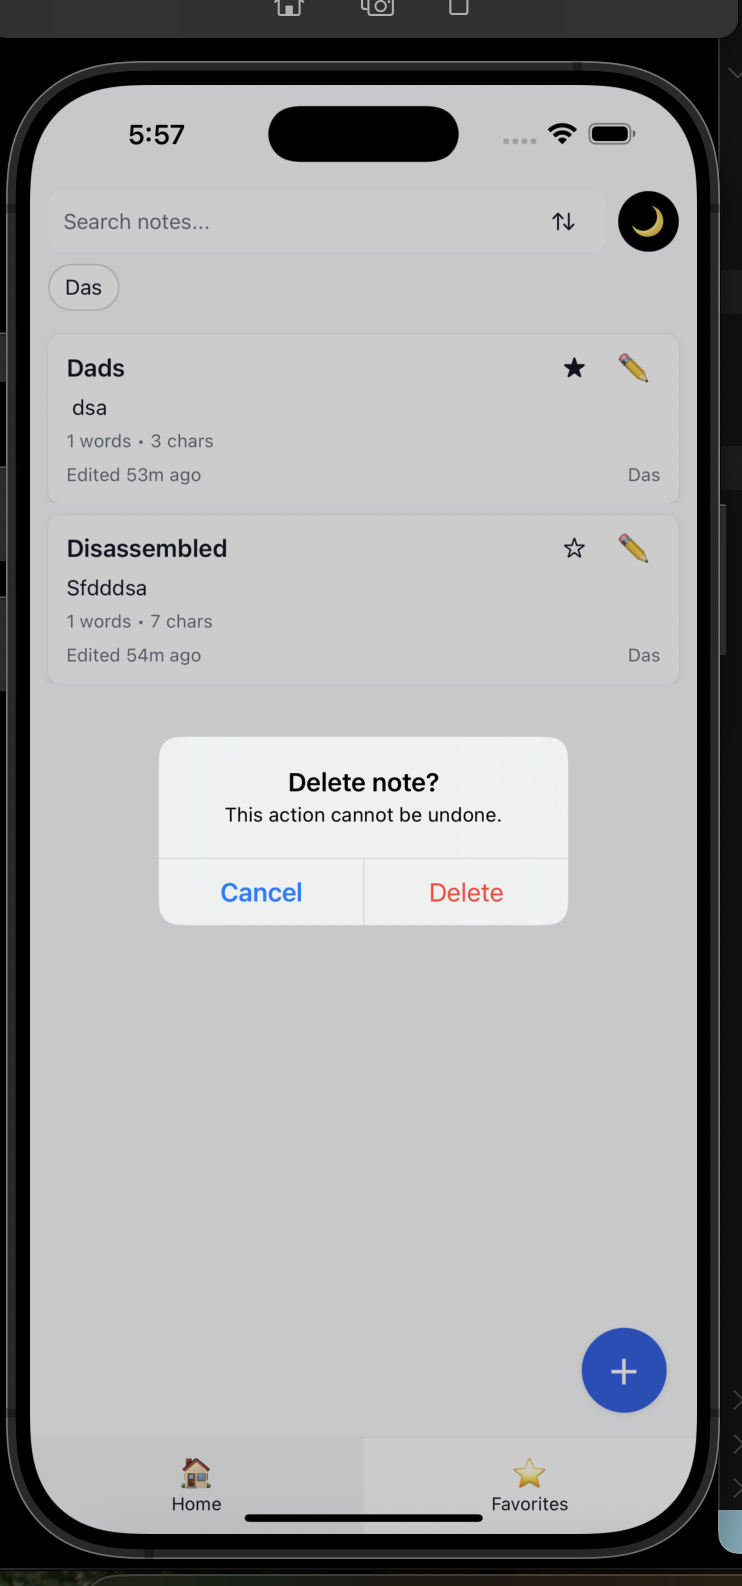 5:57
Search notes...
Das
Dads
dsa
1 words • 3 chars
Edited 53m ago Das
Disassembled
Sfdddsa
1 words • 7 chars
Edited 54m ago Das
Delete note?
This action cannot be undone.
Cancel Delete
Home Favorites